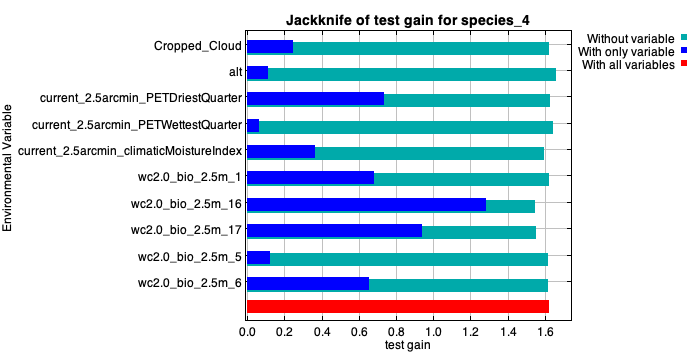 Jackknife of test gain for species_4
Without variable
With only variable
With all variables
Environmental Variable
Cropped_Cloud
alt
current_2.5arcmin_PETDriestQuarter
current_2.5arcmin_PETWettestQuarter
current_2.5arcmin_climaticMoistureIndex
wc2.0_bio_2.5m_1
wc2.0_bio_2.5m_16
wc2.0_bio_2.5m_17
wc2.0_bio_2.5m_5
wc2.0_bio_2.5m_6
0.0 0.2 0.4 0.6 0.8 1.0 1.2 1.4 1.6
test gain